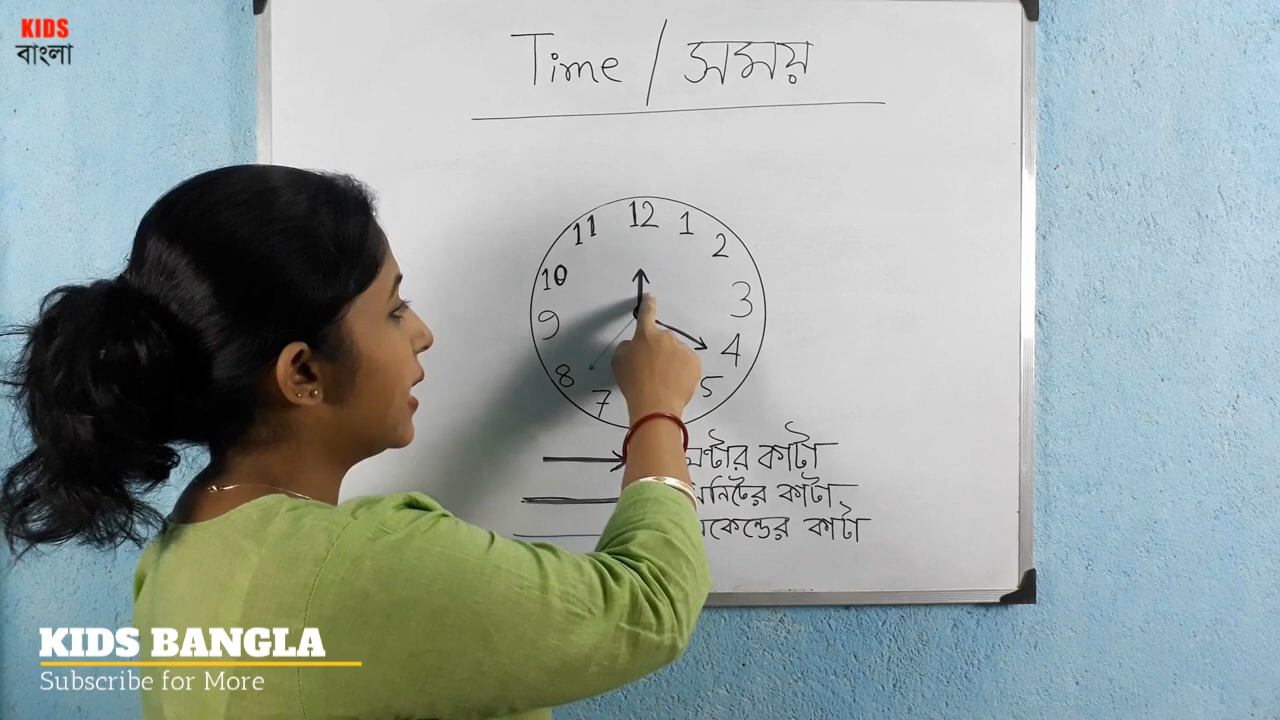 KIDS
বাংলা
Time / সময়
12
11 1
10 2
9 3
8 4
7 5
কাটা
কাটা
কাটা
KIDS BANGLA
Subscribe for More